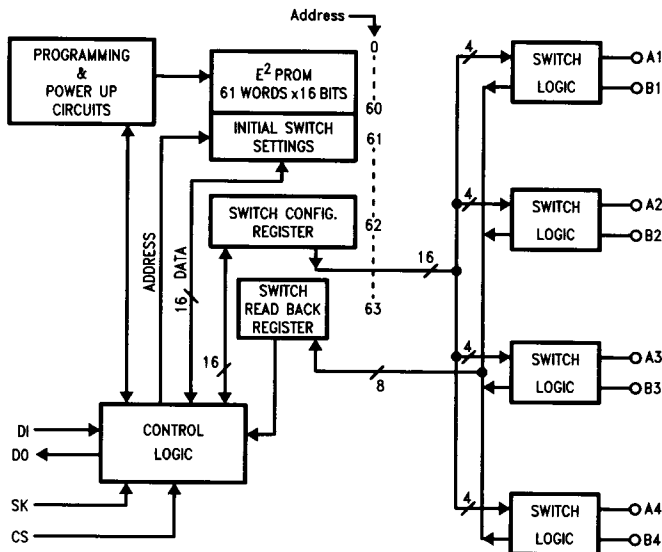 Address
PROGRAMMING
&
POWER UP
CIRCUITS
E² PROM
61 WORDS x16 BITS
INITIAL SWITCH
SETTINGS
0
60
61
62
63
SWITCH CONFIG.
REGISTER
SWITCH
READ BACK
REGISTER
ADDRESS
16 DATA
16
16
8
CONTROL
LOGIC
DI
DO
SK
CS
4
SWITCH
LOGIC
A1
B1
4
SWITCH
LOGIC
A2
B2
4
SWITCH
LOGIC
A3
B3
4
SWITCH
LOGIC
A4
B4